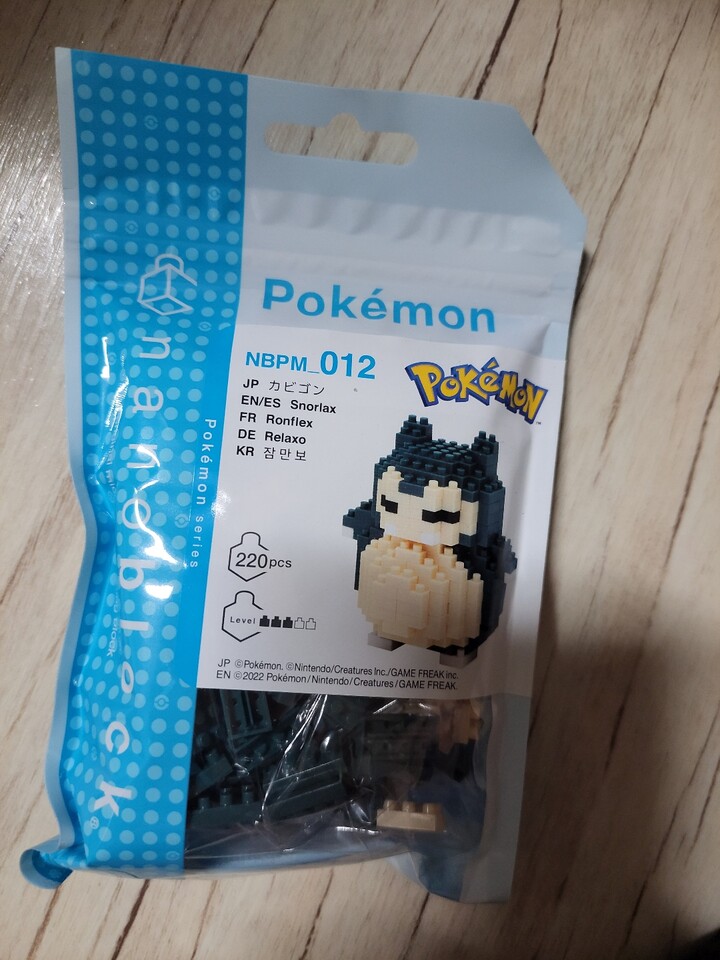 Pokémon
NBPM_012
JP カビゴン
EN/ES Snorlax
FR Ronflex
DE Relaxo
KR 잠만보
POKÉMON
TM
220pcs
Level
JP ©Pokémon. ©Nintendo/Creatures Inc./GAME FREAK inc.
EN ©2022 Pokémon/Nintendo/Creatures/GAME FREAK.
nanoblock®
Pokémon series